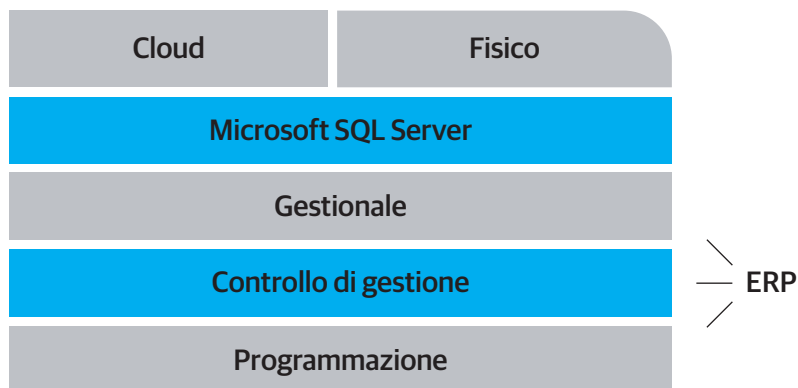 Cloud
Fisico
Microsoft SQL Server
Gestionale
Controllo di gestione
ERP
Programmazione